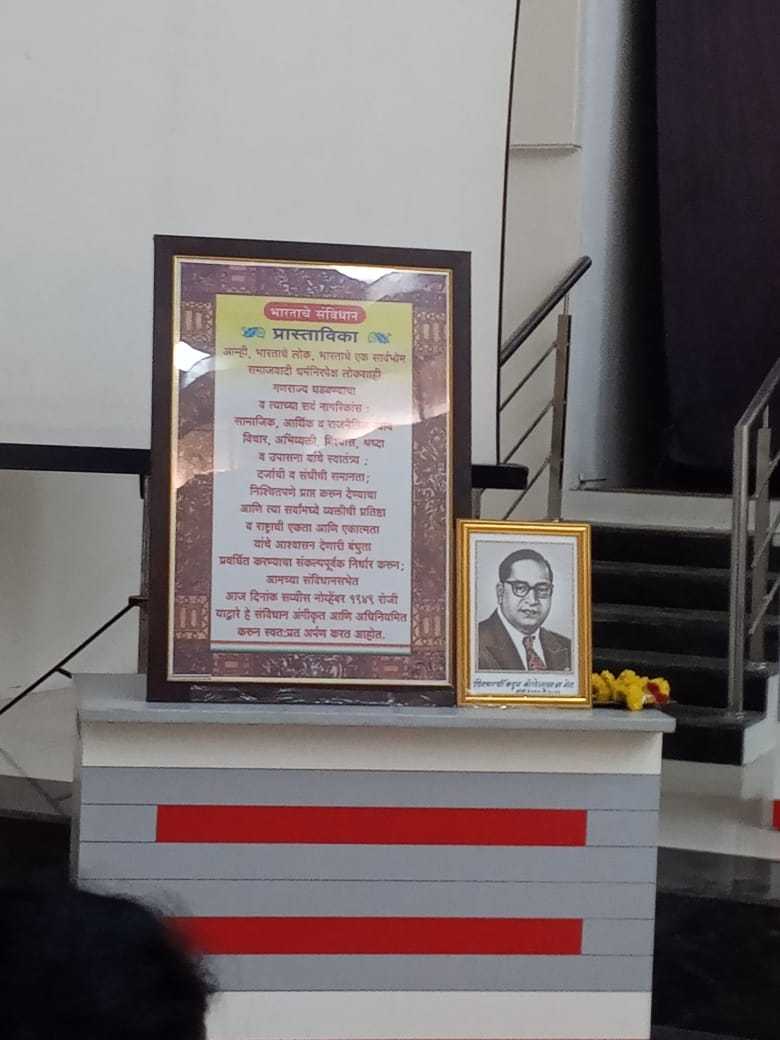 भारताचे संविधान
प्रास्ताविका
आम्ही, भारताचे लोक, भारताचे एक सार्वभौम
समाजवादी धर्मनिरपेक्ष लोकशाही
गणराज्य घडवण्याचा
व त्याच्या सर्व नागरिकांस :
सामाजिक, आर्थिक व
विचार, अभिव्यक्ती, विश्वास, श्रध्दा
व उपासना यांचे स्वातंत्र्य ;
दर्जाची व संधीची समानता;
निश्चितपणे प्राप्त करुन देण्याचा
आणि त्या सर्वांमध्ये व्यक्तीची प्रतिष्ठा
व राष्ट्राची एकता आणि एकात्मता
यांचे आश्वासन देणारी बंधुता
प्रवर्धित करण्याचा संकल्पपूर्वक निर्धार करुन;
आमच्या संविधानसभेत
आज दिनांक सव्वीस नोव्हेंबर १९४९ रोजी
याद्वारे हे संविधान अंगीकृत आणि अधिनियमित
करुन स्वत:प्रत अर्पण करत आहोत.